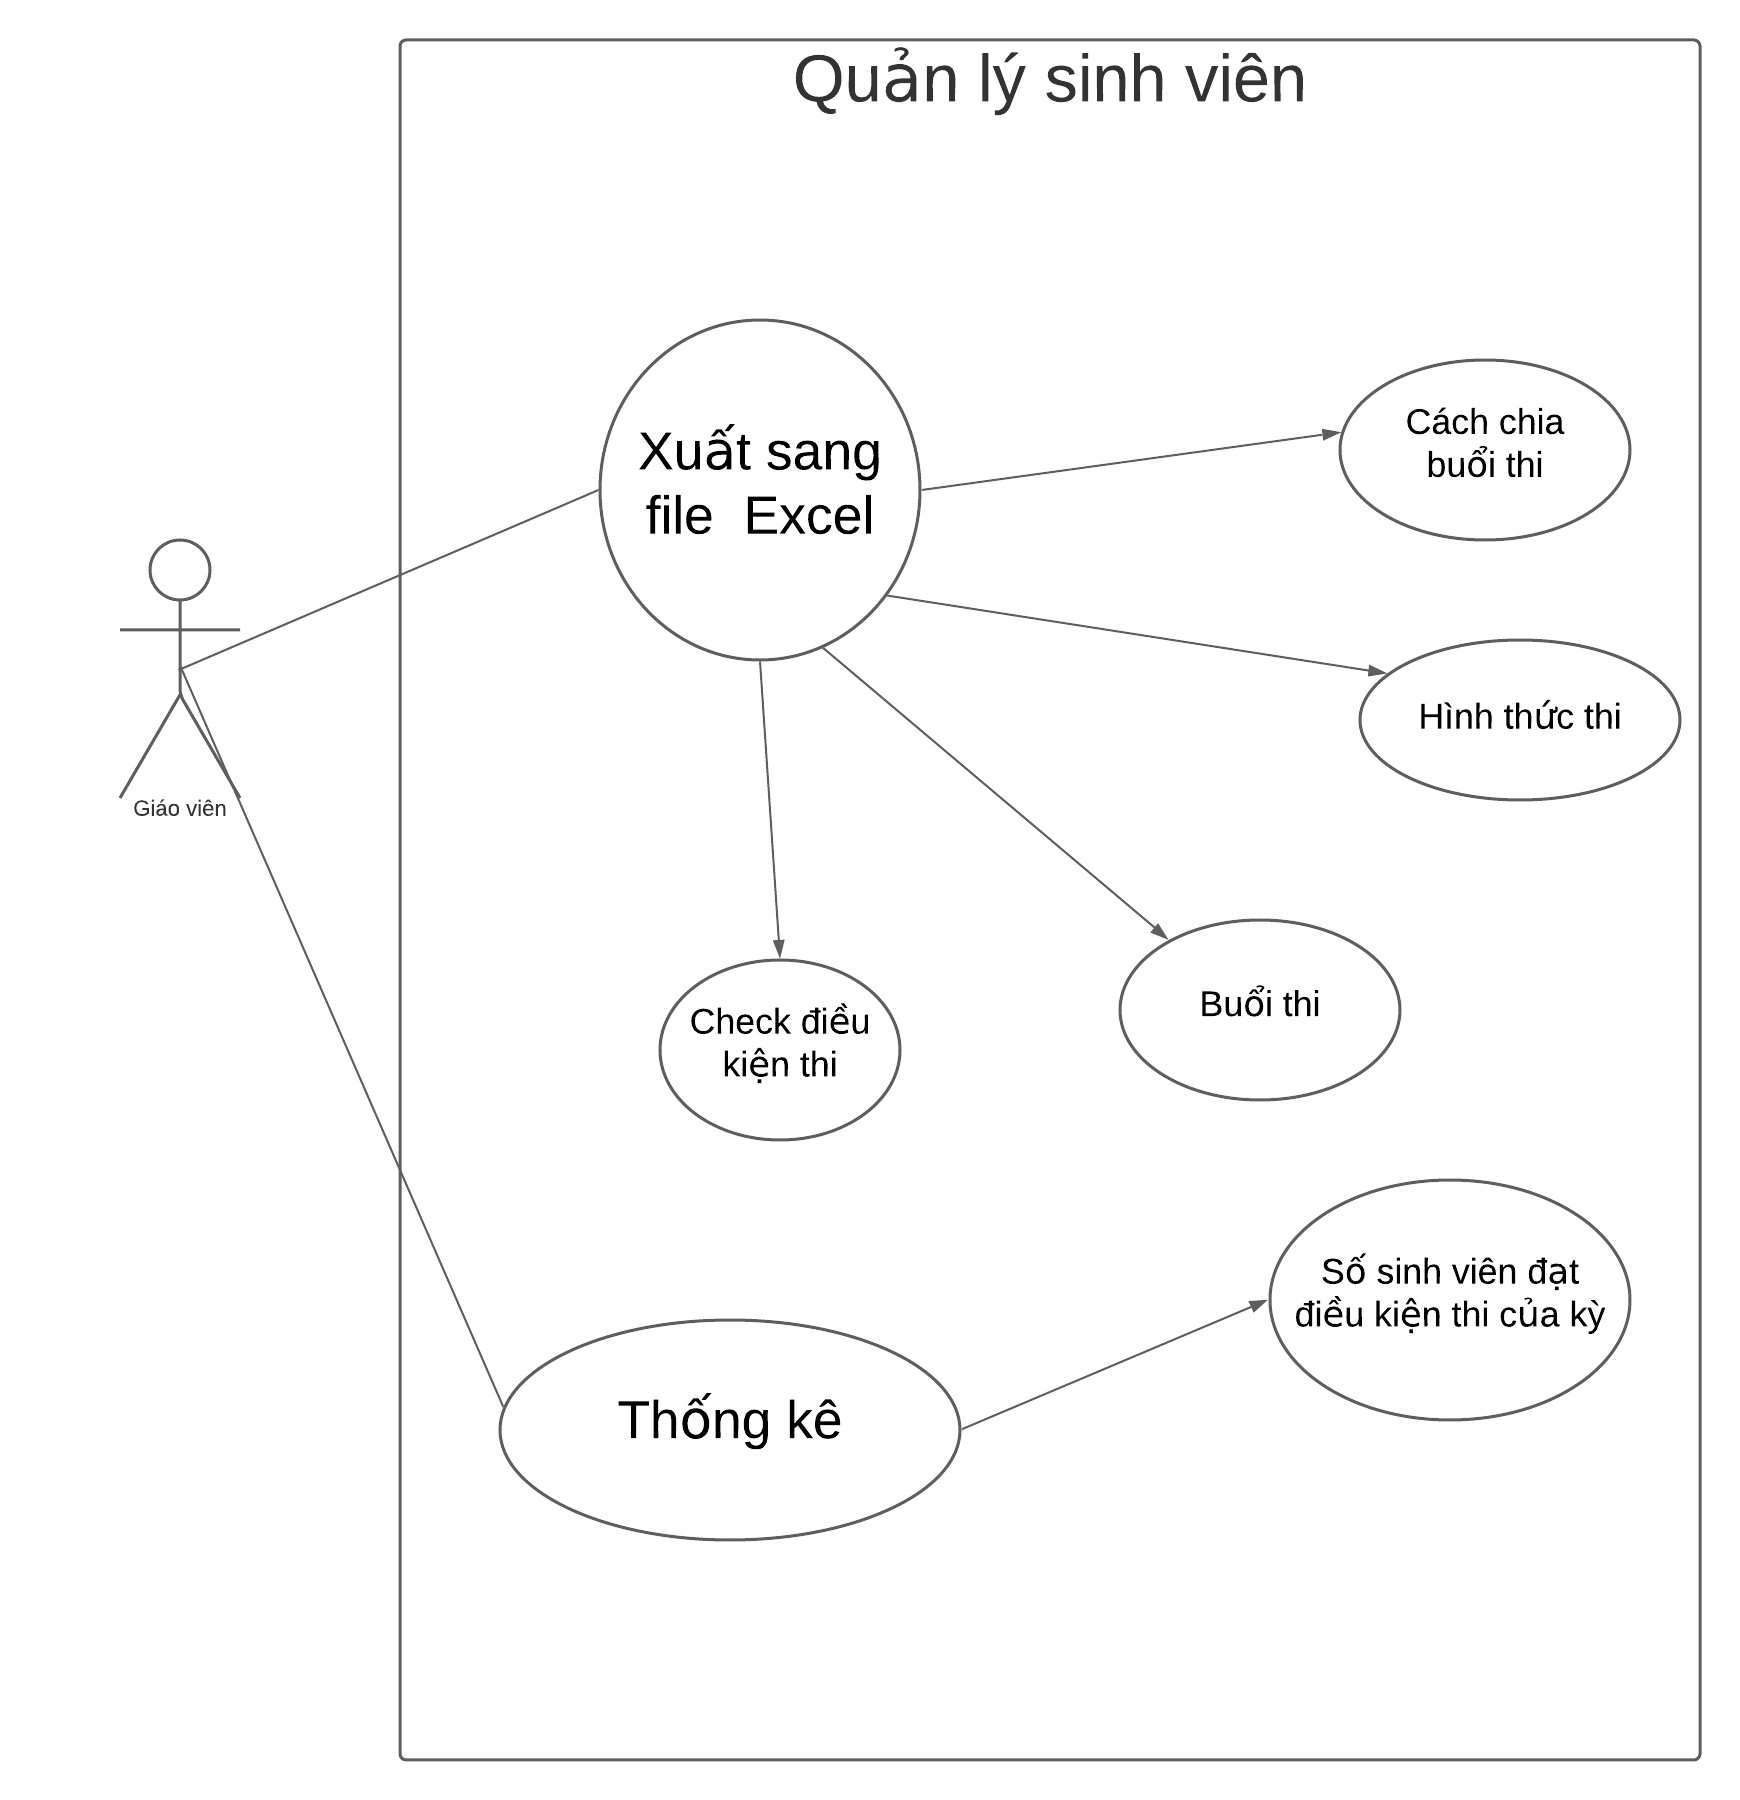 Quản lý sinh viên
Xuất sang
file  Excel
Cách chia
buổi thi
Hình thức thi
Giáo viên
Check điều
kiện thi
Buổi thi
Số sinh viên đạt
điều kiện thi của kỳ
Thống kê